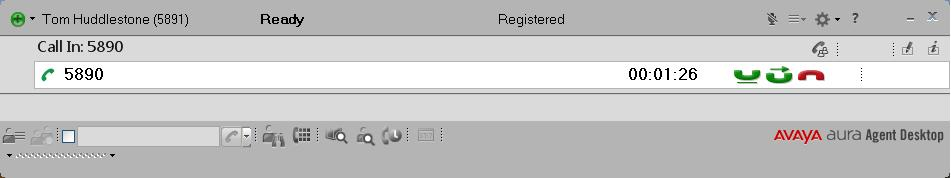 Tom Huddlestone (5891) Ready Registered ?
Call In: 5890
5890 00:01:26
AVAYA aura Agent Desktop